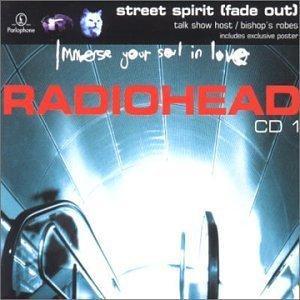 street spirit [fade out]
talk show host / bishop's robes
includes exclusive poster
Parlophone
Immerse your soul in love
RADIOHEAD
CD 1